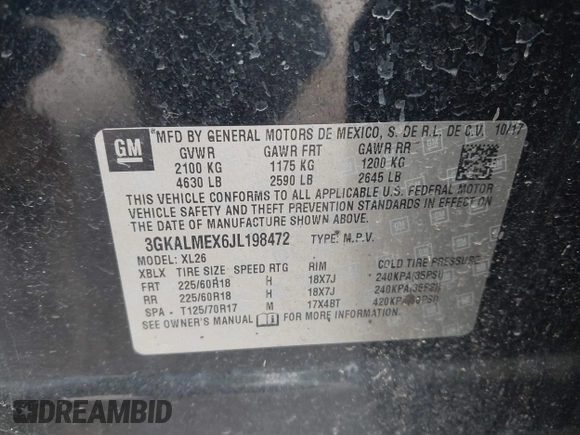 GM
MFD BY GENERAL MOTORS DE MEXICO, S. DE R.L. DE C.V. 10/17
GVWR GAWR FRT GAWR RR
2100 KG 1175 KG 1200 KG
4630 LB 2590 LB 2645 LB
THIS VEHICLE CONFORMS TO ALL APPLICABLE U.S. FEDERAL MOTOR
VEHICLE SAFETY AND THEFT PREVENTION STANDARDS IN EFFECT ON
THE DATE OF MANUFACTURE SHOWN ABOVE.
3GKALMEX6JL198472 TYPE: M.P.V.
MODEL: XL26
XBLX TIRE SIZE SPEED RTG RIM COLD TIRE PRESSURE
FRT 225/60R18 H 18X7J 240KPA/35PSI
RR 225/60R18 H 18X7J 240KPA/35PSI
SPA T125/70R17 M 17X4BT 420KPA/60PSI
SEE OWNER'S MANUAL FOR MORE INFORMATION
DREAMBID